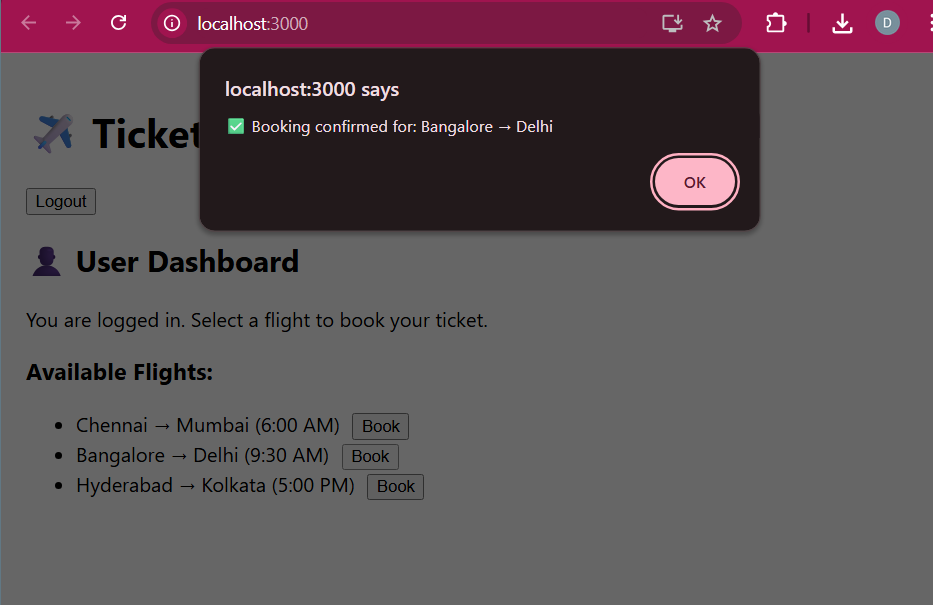 localhost:3000
D
localhost:3000 says
✅ Booking confirmed for: Bangalore → Delhi
OK
✈️ Ticket
Logout
👤 User Dashboard
You are logged in. Select a flight to book your ticket.
Available Flights:
• Chennai → Mumbai (6:00 AM) Book
• Bangalore → Delhi (9:30 AM) Book
• Hyderabad → Kolkata (5:00 PM) Book